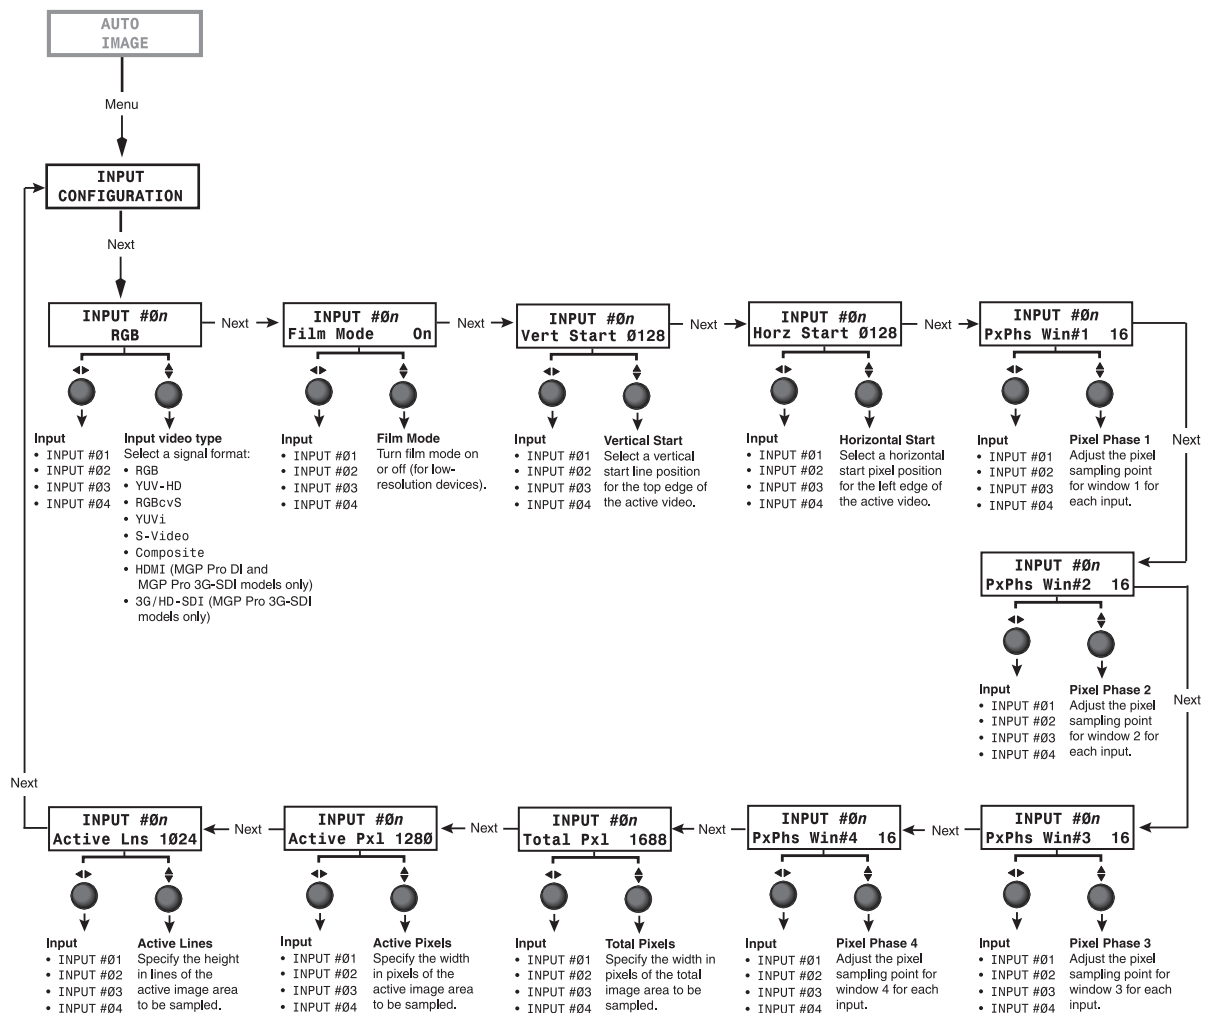 AUTO
IMAGE
Menu
INPUT
CONFIGURATION
Next
INPUT #Øn
RGB
Next
INPUT #Øn
Film Mode On
Next
INPUT #Øn
Vert Start Ø128
Next
INPUT #Øn
Horz Start Ø128
Next
INPUT #Øn
PxPhs Win#1 16
Input
• INPUT #Ø1
• INPUT #Ø2
• INPUT #Ø3
• INPUT #Ø4
Input video type
Select a signal format:
• RGB
• YUV-HD
• RGBcvS
• YUVi
• S-Video
• Composite
• HDMI (MGP Pro DI and
MGP Pro 3G-SDI models only)
• 3G/HD-SDI (MGP Pro 3G-SDI
models only)
Input
• INPUT #Ø1
• INPUT #Ø2
• INPUT #Ø3
• INPUT #Ø4
Film Mode
Turn film mode on
or off (for low-
resolution devices).
Input
• INPUT #Ø1
• INPUT #Ø2
• INPUT #Ø3
• INPUT #Ø4
Vertical Start
Select a vertical
start line position
for the top edge of
the active video.
Input
• INPUT #Ø1
• INPUT #Ø2
• INPUT #Ø3
• INPUT #Ø4
Horizontal Start
Select a horizontal
start pixel position
for the left edge of
the active video.
Input
• INPUT #Ø1
• INPUT #Ø2
• INPUT #Ø3
• INPUT #Ø4
Pixel Phase 1
Adjust the pixel
sampling point
for window 1 for
each input.
Next
INPUT #Øn
PxPhs Win#2 16
Input
• INPUT #Ø1
• INPUT #Ø2
• INPUT #Ø3
• INPUT #Ø4
Pixel Phase 2
Adjust the pixel
sampling point
for window 2 for
each input.
Next
Next
INPUT #Øn
Active Lns 1Ø24
Next
INPUT #Øn
Active Pxl 128Ø
Next
INPUT #Øn
Total Pxl 1688
Next
INPUT #Øn
PxPhs Win#4 16
Next
INPUT #Øn
PxPhs Win#3 16
Input
• INPUT #Ø1
• INPUT #Ø2
• INPUT #Ø3
• INPUT #Ø4
Active Lines
Specify the height
in lines of the
active image area
to be sampled.
Input
• INPUT #Ø1
• INPUT #Ø2
• INPUT #Ø3
• INPUT #Ø4
Active Pixels
Specify the width
in pixels of the
active image area
to be sampled.
Input
• INPUT #Ø1
• INPUT #Ø2
• INPUT #Ø3
• INPUT #Ø4
Total Pixels
Specify the width in
pixels of the total
image area to be
sampled.
Input
• INPUT #Ø1
• INPUT #Ø2
• INPUT #Ø3
• INPUT #Ø4
Pixel Phase 4
Adjust the pixel
sampling point for
window 4 for each
input.
Input
• INPUT #Ø1
• INPUT #Ø2
• INPUT #Ø3
• INPUT #Ø4
Pixel Phase 3
Adjust the pixel
sampling point for
window 3 for each
input.